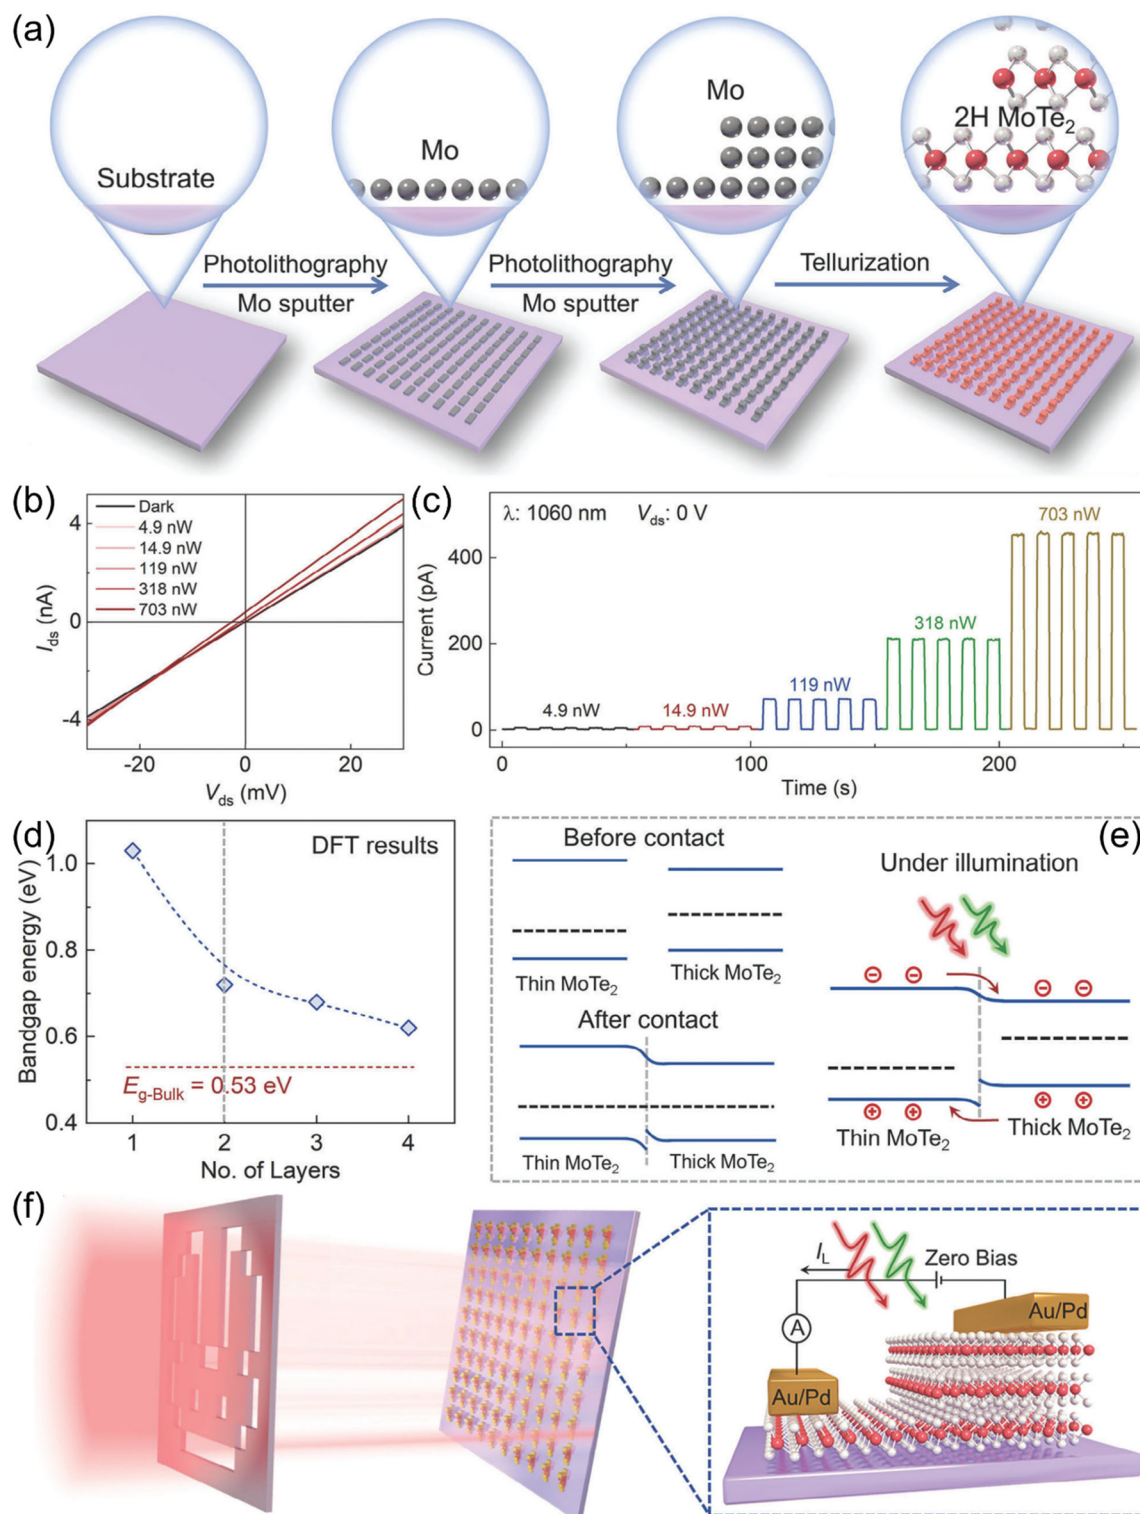 (a)
Substrate
Mo
Mo
2H MoTe₂
Photolithography
Mo sputter
Photolithography
Mo sputter
Tellurization
(b)
Dark
4.9 nW
14.9 nW
119 nW
318 nW
703 nW
4
0
-4
I_ds (nA)
-20
0
20
V_ds (mV)
(c)
λ: 1060 nm
V_ds: 0 V
703 nW
318 nW
119 nW
14.9 nW
4.9 nW
400
200
0
Current (pA)
0
100
200
Time (s)
(d)
DFT results
1.0
0.8
0.6
0.4
Bandgap energy (eV)
E_g-Bulk = 0.53 eV
1
2
3
4
No. of Layers
(e)
Before contact
Thin MoTe₂
Thick MoTe₂
After contact
Thin MoTe₂
Thick MoTe₂
Under illumination
Thin MoTe₂
Thick MoTe₂
(f)
I_L
Zero Bias
A
Au/Pd
Au/Pd